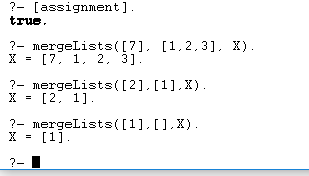 ?- [assignment].
true.
?- mergeLists([7], [1,2,3], X).
X = [7, 1, 2, 3].
?- mergeLists([2],[1],X).
X = [2, 1].
?- mergeLists([1],[],X).
X = [1].
?-